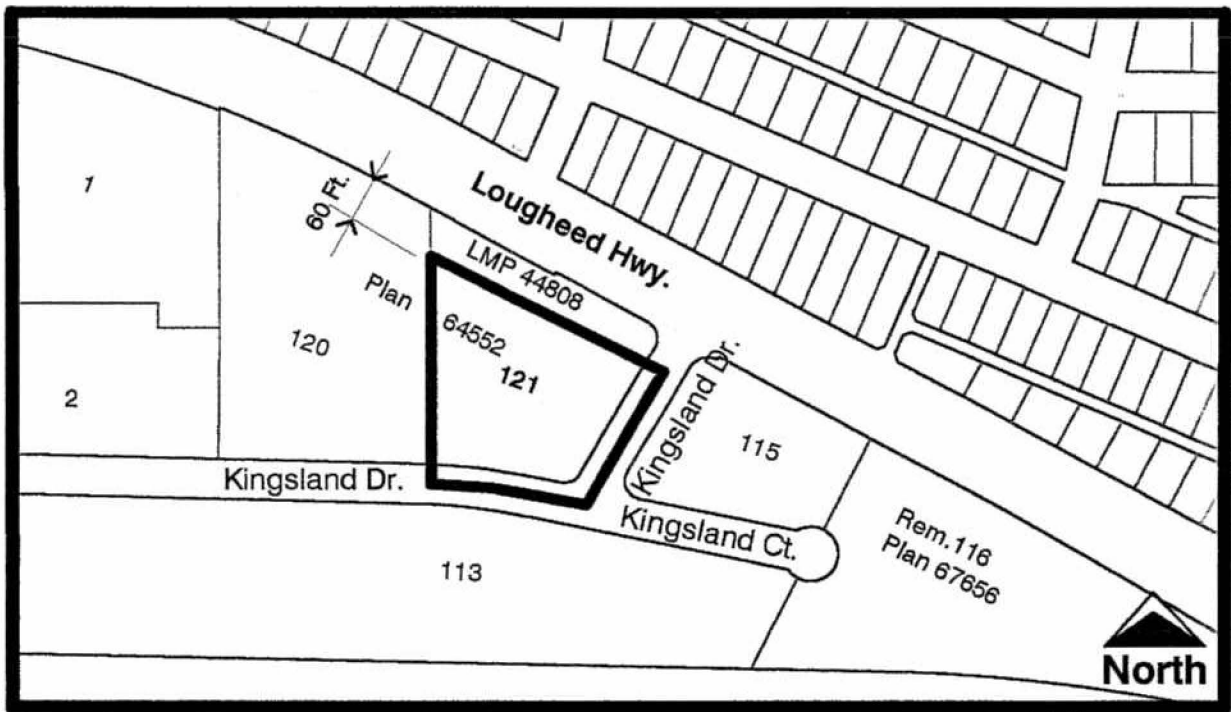 1
60 Ft.
Lougheed Hwy.
LMP 44808
Plan
64552
120
121
2
Kingsland Dr.
115
Kingsland Dr.
Kingsland Ct.
Rem.116
Plan 67656
113
North